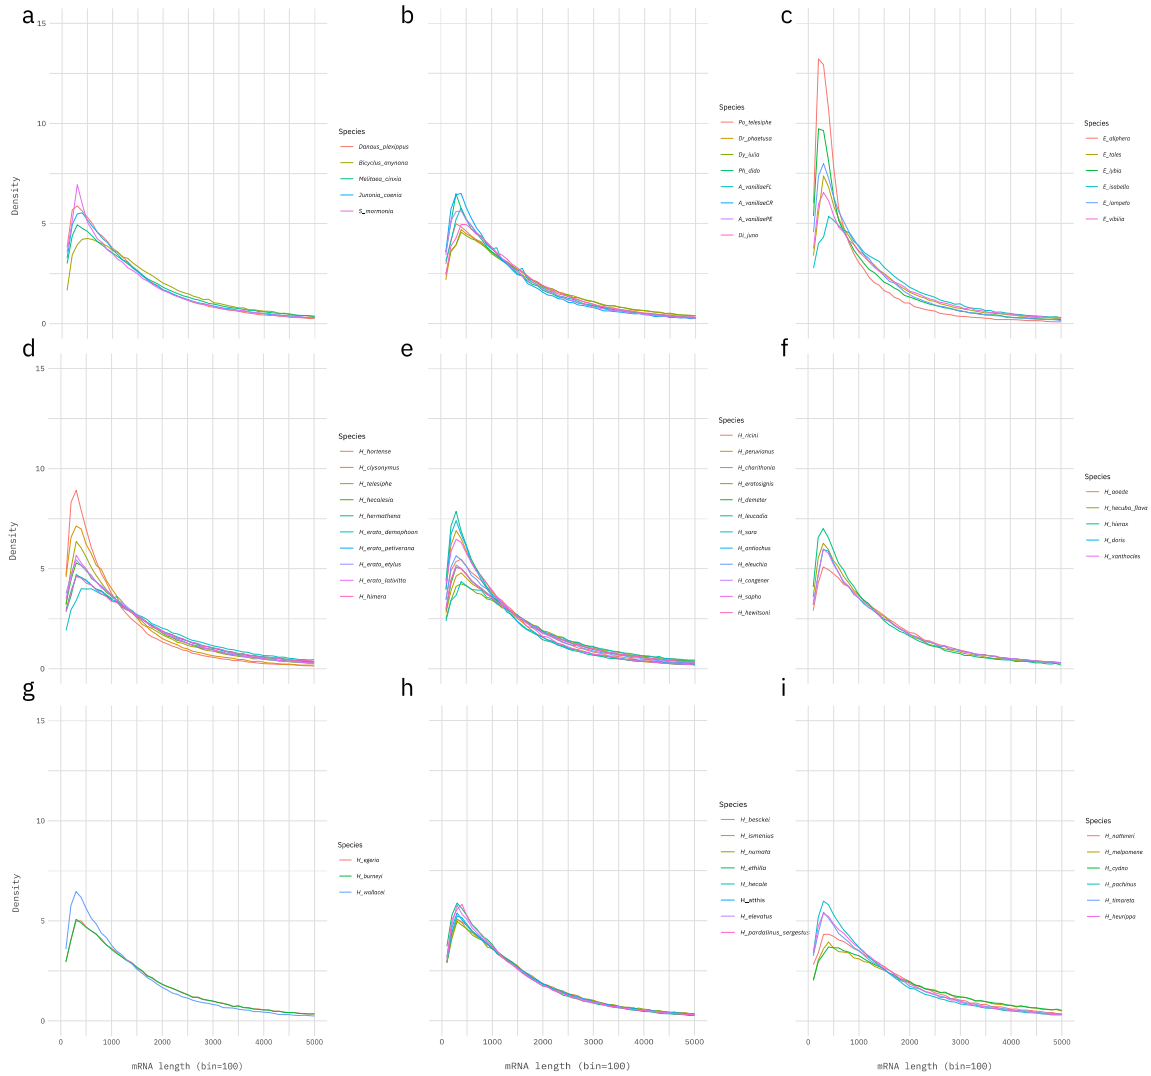 a
b
c
15
10
5
0
Density
Species
Danaus_plexippus
Bicyclus_anynana
Melitaea_cinxia
Junonia_coenia
S_mormonia
Species
Po_telesiphe
Dr_phaetusa
Dy_iulia
Ph_dido
A_vanillaeFL
A_vanillaeCR
A_vanillaePE
Di_juno
Species
E_aliphera
E_tales
E_lybia
E_isabella
E_lampeto
E_vibilia
d
e
f
15
10
5
0
Density
Species
H_hortense
H_clysonymus
H_telesiphe
H_hecalesia
H_hermathena
H_erato_demophoon
H_erato_petiverana
H_erato_etylus
H_erato_lativitta
H_himera
Species
H_ricini
H_peruvianus
H_charithonia
H_eratosignis
H_demeter
H_leucadia
H_sara
H_antiochus
H_eleuchia
H_congener
H_sapho
H_hewitsoni
Species
H_aoede
H_hecuba_flava
H_hierax
H_doris
H_xanthocles
g
h
i
15
10
5
0
Density
Species
H_egeria
H_burneyi
H_wallacei
Species
H_besckei
H_ismenius
H_numata
H_ethilla
H_hecale
H_atthis
H_elevatus
H_pardalinus_sergestus
Species
H_nattereri
H_melpomene
H_cydno
H_pachinus
H_timareta
H_heurippa
0 1000 2000 3000 4000 5000
0 1000 2000 3000 4000 5000
0 1000 2000 3000 4000 5000
mRNA length (bin=100)
mRNA length (bin=100)
mRNA length (bin=100)